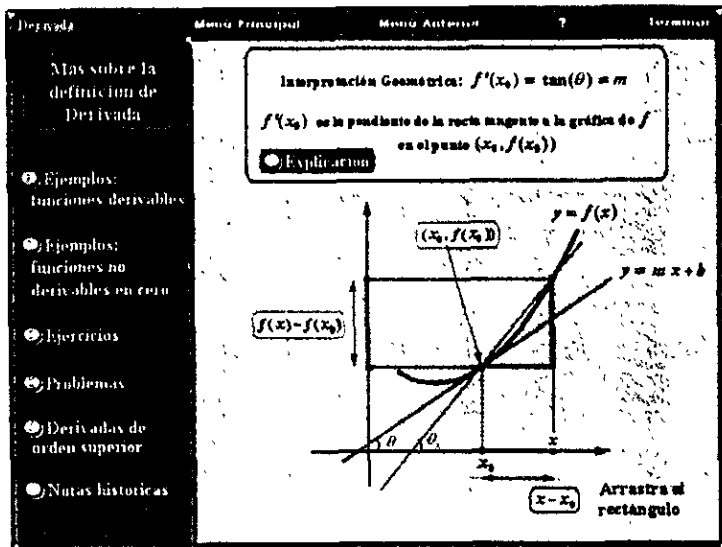 Derivada Menú Principal Menú Anterior ? Terminar
Mas sobre la
definicion de
Derivada
Ejemplos:
funciones derivables
Ejemplos:
funciones no
derivables en cero
Ejercicios
Problemas
Derivadas de
orden superior
Notas historicas
Interpretación Geométrica: f'(x₀) = tan(θ) = m
f'(x₀) es la pendiente de la recta tangente a la gráfica de f
en el punto (x₀, f(x₀))
Explicacion
y = f(x)
(x₀, f(x₀))
y = m x + b
f(x) - f(x₀)
θ θ
x₀ x
x - x₀
Arrastra el
rectángulo